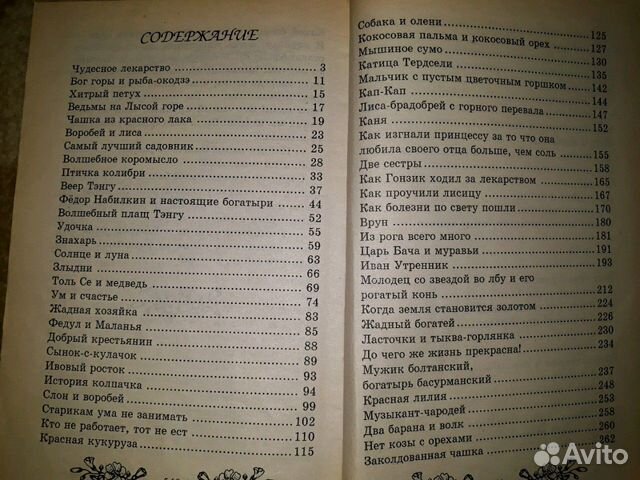 СОДЕРЖАНИЕ
Чудесное лекарство 3
Бог горы и рыба-окодзэ 11
Хитрый петух 15
Ведьмы на Лысой горе 17
Чашка из красного лака 19
Воробей и лиса 23
Самый лучший садовник 25
Волшебное коромысло 28
Птичка колибри 33
Веер Тэнгу 37
Фёдор Набилкин и настоящие богатыри 44
Волшебный плащ Тэнгу 52
Удочка 55
Знахарь 59
Солнце и луна 63
Злыдни 66
Толь Се и медведь 69
Ум и счастье 74
Жадная хозяйка 83
Федул и Маланья 85
Добрый крестьянин 88
Сынок-с-кулачок 89
Ивовый росток 93
История колпачка 94
Слон и воробей 99
Старикам ума не занимать 102
Кто не работает, тот не ест 110
Красная кукуруза 115
Собака и олени 125
Кокосовая пальма и кокосовый орех 127
Мышиное сумо 130
Катица Тердсели 135
Мальчик с пустым цветочным горшком 142
Кап-Кап 144
Лиса-брадобрей с горного перевала 147
Каня 152
Как изгнали принцессу за то что она
любила своего отца больше, чем соль 155
Две сестры 158
Как Гонзик ходил за лекарством 165
Как проучили лисицу 167
Как болезни по свету пошли 170
Врун 180
Из рога всего много 181
Царь Бача и муравьи 191
Иван Утренник 193
Молодец со звездой во лбу и его
рогатый конь 212
Когда земля становится золотом 224
Жадный богатей 226
Ласточки и тыква-горлянка 230
До чего же жизнь прекрасна! 234
Мужик болтанский,
богатырь басурманский 237
Красная лилия 248
Музыкант-чародей 253
Два барана и волк 258
Нет козы с орехами 260
Заколдованная чашка 262
Avito